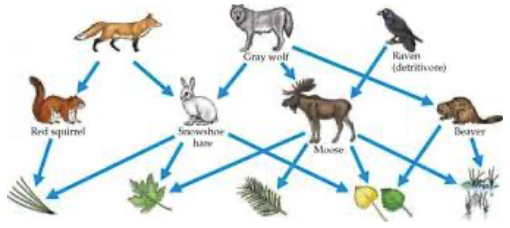 Gray wolf
Raven
(detritivore)
Red squirrel
Snowshoe
hare
Moose
Beaver